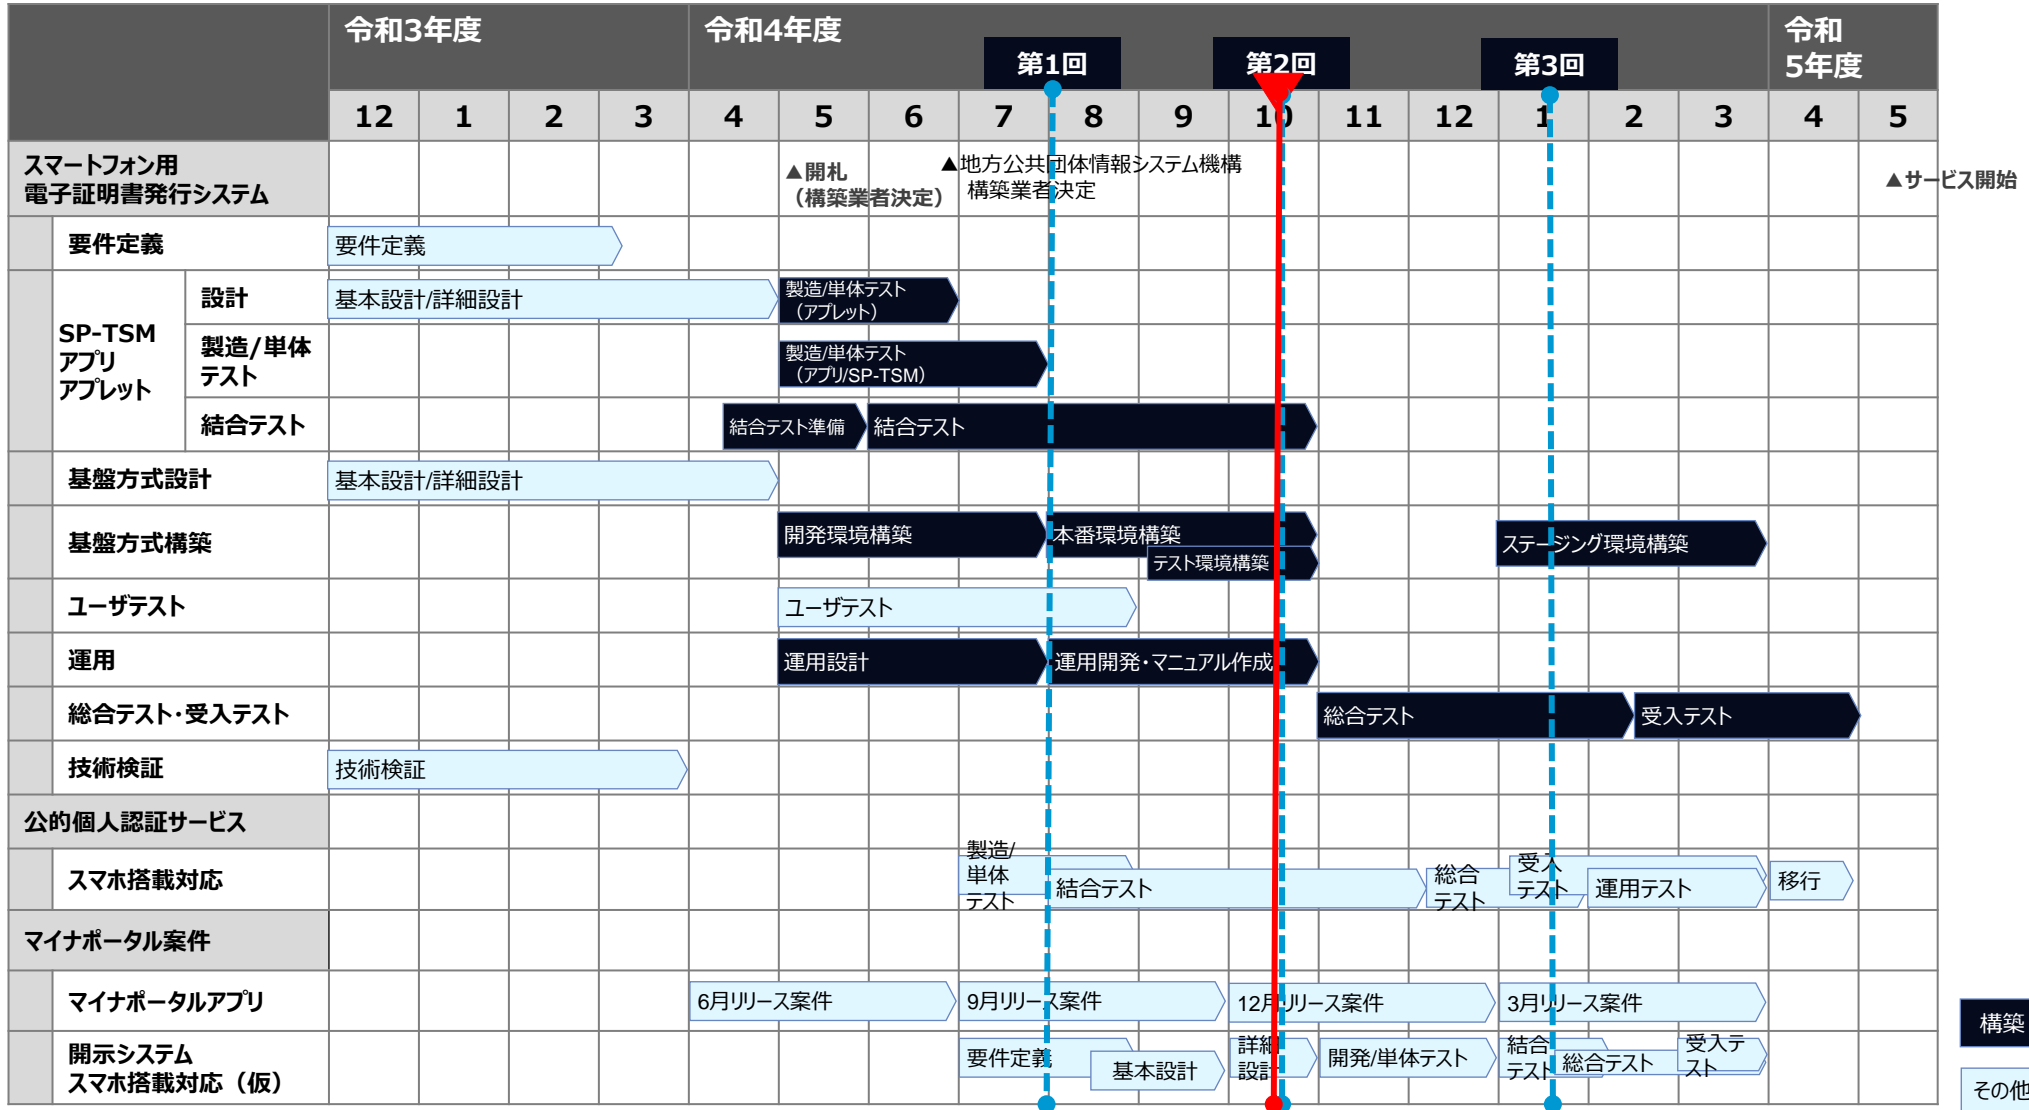 令和3年度
令和4年度
令和
5年度
第1回
第2回
第3回
12 1 2 3 4 5 6 7 8 9 10 11 12 1 2 3 4 5
スマートフォン用
電子証明書発行システム
▲開札
（構築業者決定）
▲地方公共団体情報システム機構
構築業者決定
▲サービス開始
要件定義
要件定義
SP-TSM
アプリ
アプレット
設計
基本設計/詳細設計
製造/単体テスト
（アプレット）
製造/単体
テスト
製造/単体テスト
（アプリ/SP-TSM）
結合テスト
結合テスト準備
結合テスト
基盤方式設計
基本設計/詳細設計
基盤方式構築
開発環境構築
本番環境構築
テスト環境構築
ステージング環境構築
ユーザテスト
ユーザテスト
運用
運用設計
運用開発・マニュアル作成
総合テスト・受入テスト
総合テスト
受入テスト
技術検証
技術検証
公的個人認証サービス
スマホ搭載対応
製造/
単体
テスト
結合テスト
総合
テスト
受入
テスト
運用テスト
移行
マイナポータル案件
マイナポータルアプリ
6月リリース案件
9月リリース案件
12月リリース案件
3月リリース案件
開示システム
スマホ搭載対応（仮）
要件定義
基本設計
詳細
設計
開発/単体テスト
結合
テスト
総合テスト
受入テ
スト
構築
その他